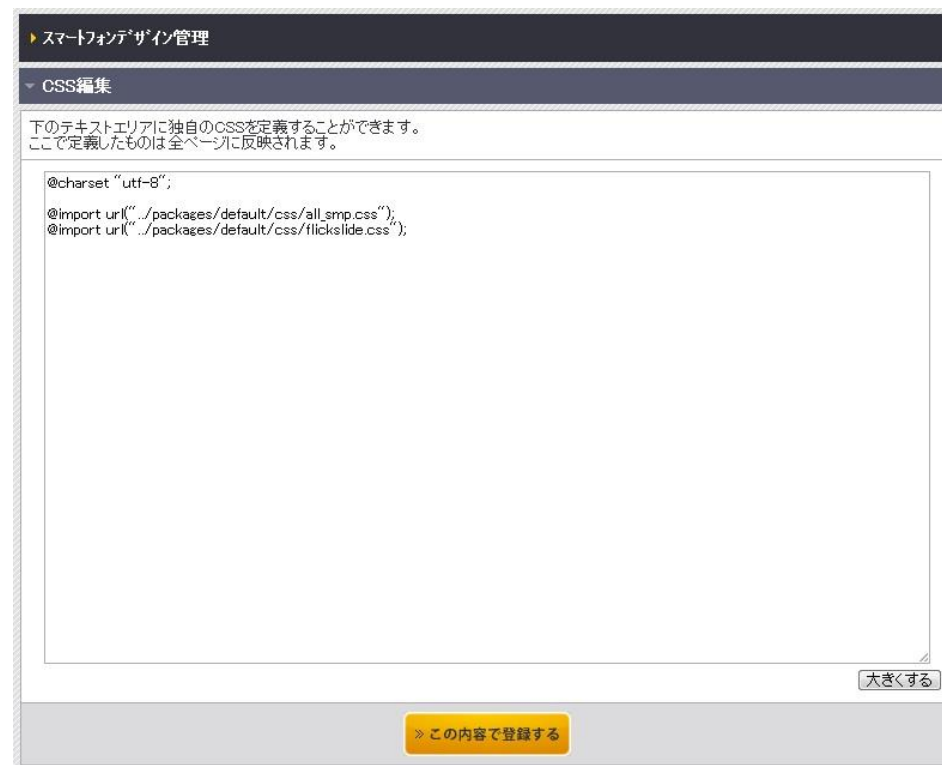 スマートフォンデザイン管理
CSS編集
下のテキストエリアに独自のCSSを定義することができます。
ここで定義したものは全ページに反映されます。
@charset "utf-8";
@import url("../packages/default/css/all_smp.css");
@import url("../packages/default/css/flickslide.css");
大きくする
» この内容で登録する